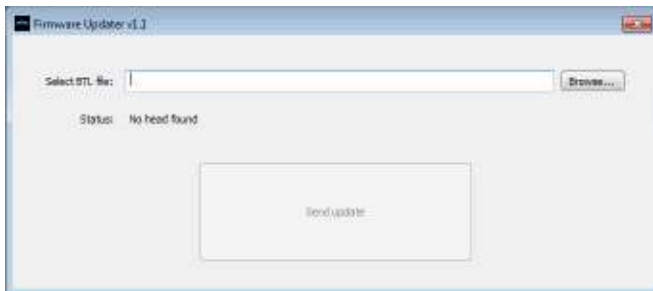 Firmware Updater v1.1
Select BTL file: Browse...
Status: No head found
Send update